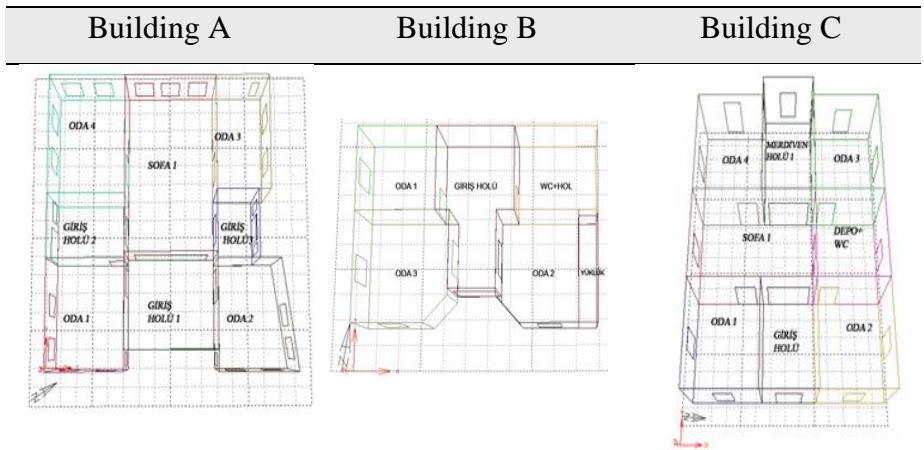 Building A
Building B
Building C
ODA 4
SOFA 1
ODA 3
GİRİŞ
HOLÜ 2
GİRİŞ
HOLÜ3
ODA 1
GİRİŞ
HOLÜ 1
ODA 2
ODA 1
GİRİŞ HOLÜ
WC+HOL
ODA 3
ODA 2
YÜKLÜK
ODA 4
MERDİVEN
HOLÜ 1
ODA 3
SOFA 1
DEPO+
WC
ODA 1
GİRİŞ
HOLÜ
ODA 2